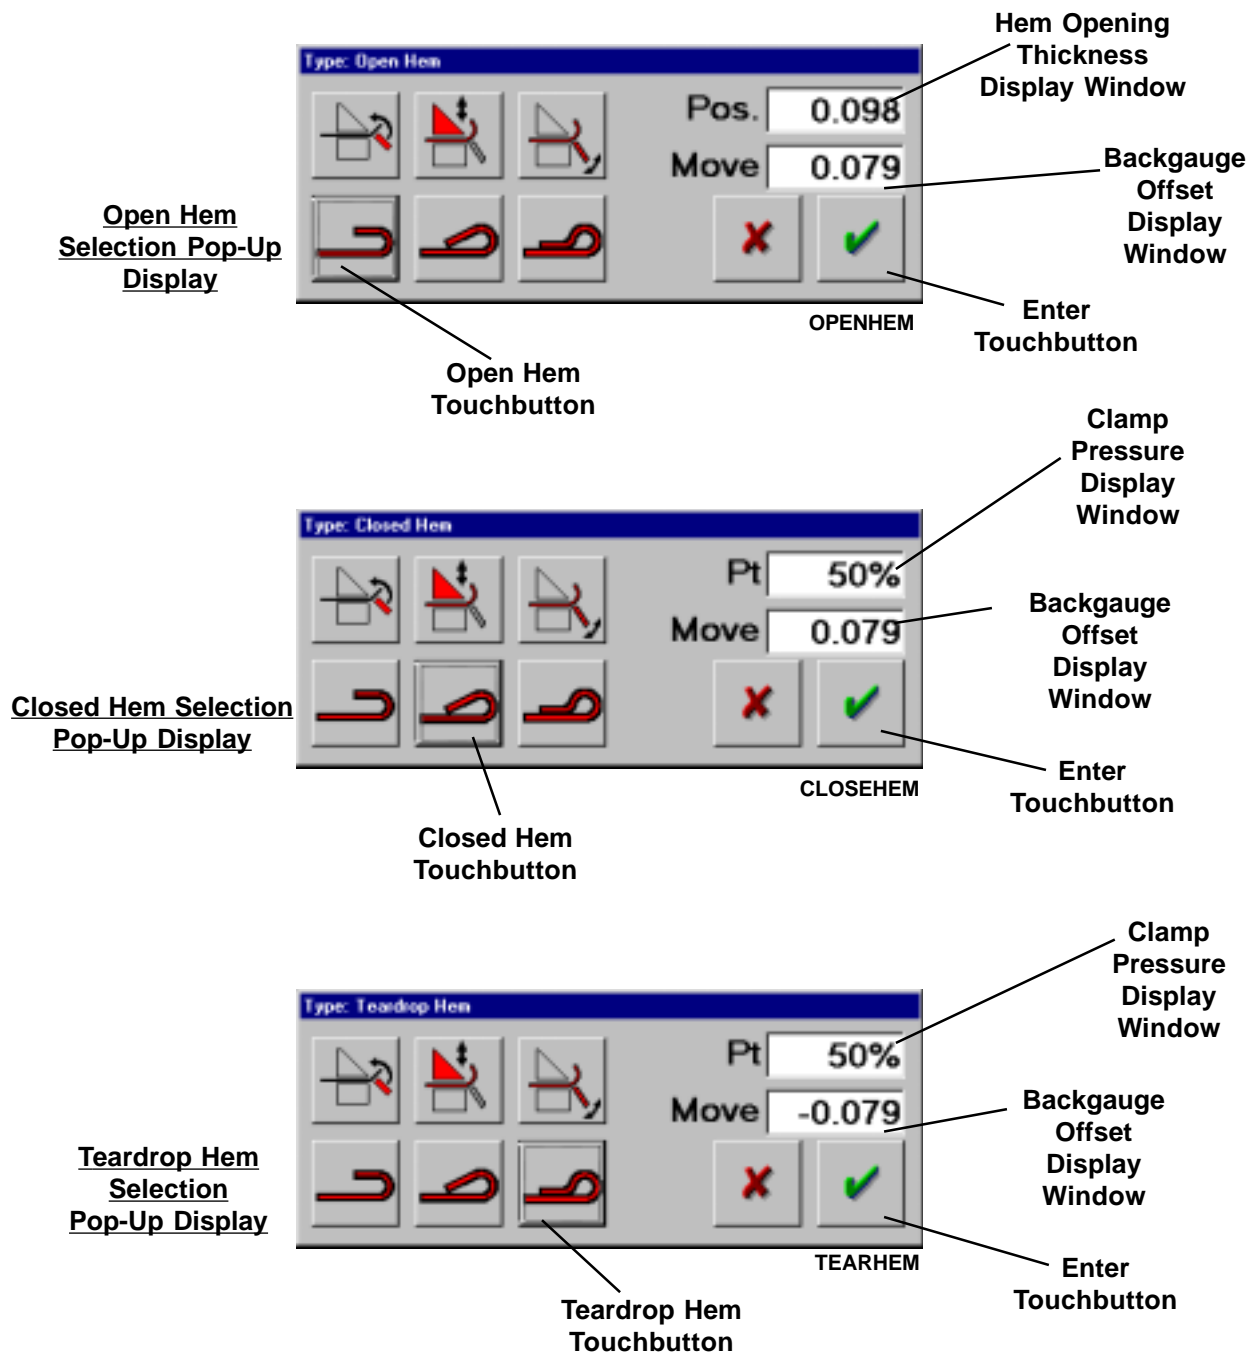 Hem Opening
Thickness
Display Window
Type: Open Hem
Pos. 0.098
Move 0.079
Backgauge
Offset
Display
Window
Open Hem
Selection Pop-Up
Display
OPENHEM
Enter
Touchbutton
Open Hem
Touchbutton
Clamp
Pressure
Display
Window
Type: Closed Hem
Pt 50%
Move 0.079
Backgauge
Offset
Display
Window
Closed Hem Selection
Pop-Up Display
CLOSEHEM
Enter
Touchbutton
Closed Hem
Touchbutton
Clamp
Pressure
Display
Window
Type: Teardrop Hem
Pt 50%
Move -0.079
Backgauge
Offset
Display
Window
Teardrop Hem
Selection
Pop-Up Display
TEARHEM
Enter
Touchbutton
Teardrop Hem
Touchbutton